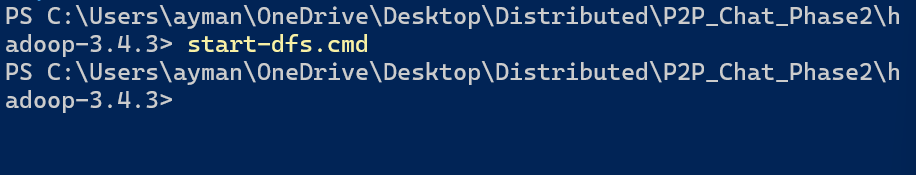 PS C:\Users\ayman\OneDrive\Desktop\Distributed\P2P_Chat_Phase2\h
adoop-3.4.3> start-dfs.cmd
PS C:\Users\ayman\OneDrive\Desktop\Distributed\P2P_Chat_Phase2\h
adoop-3.4.3>